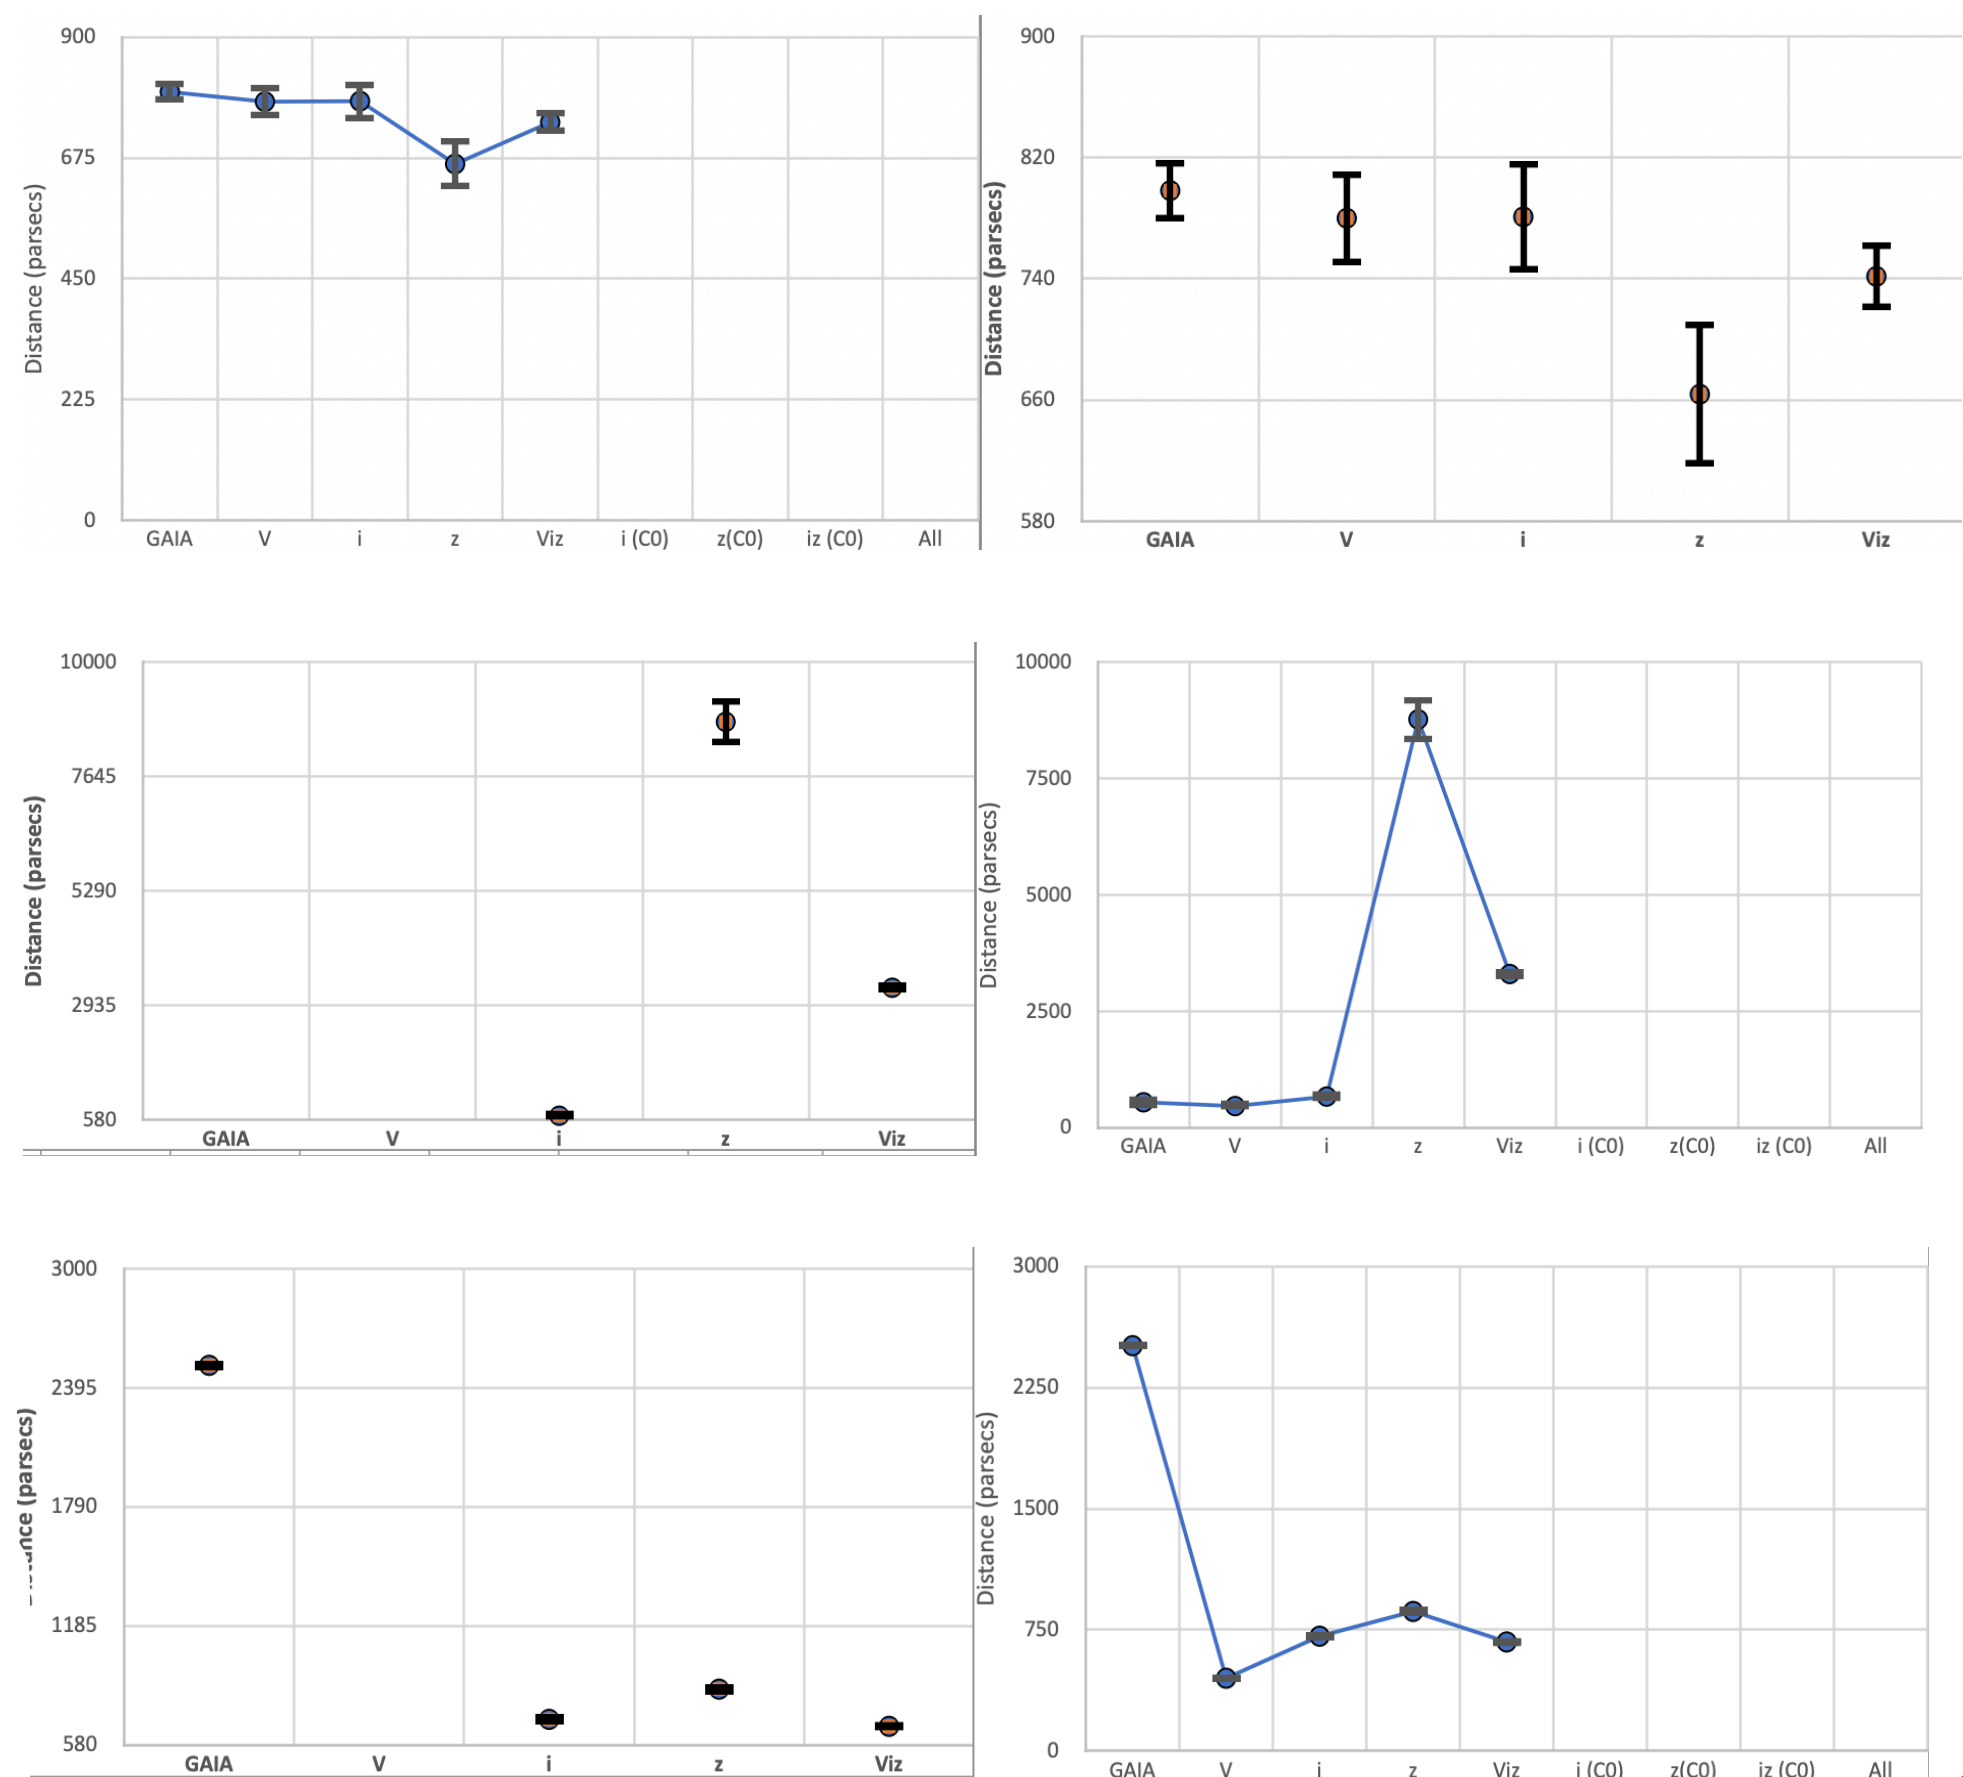 900
675
450
225
0
Distance (parsecs)
GAIA V i z Viz i (C0) z(C0) iz (C0) All
900
820
740
660
580
Distance (parsecs)
GAIA V i z Viz
10000
7645
5290
2935
580
Distance (parsecs)
GAIA V i z Viz
10000
7500
5000
2500
0
Distance (parsecs)
GAIA V i z Viz i (C0) z(C0) iz (C0) All
3000
2395
1790
1185
580
Distance (parsecs)
GAIA V i z Viz
3000
2250
1500
750
0
Distance (parsecs)
GAIA V i z Viz i (C0) z(C0) iz (C0) All